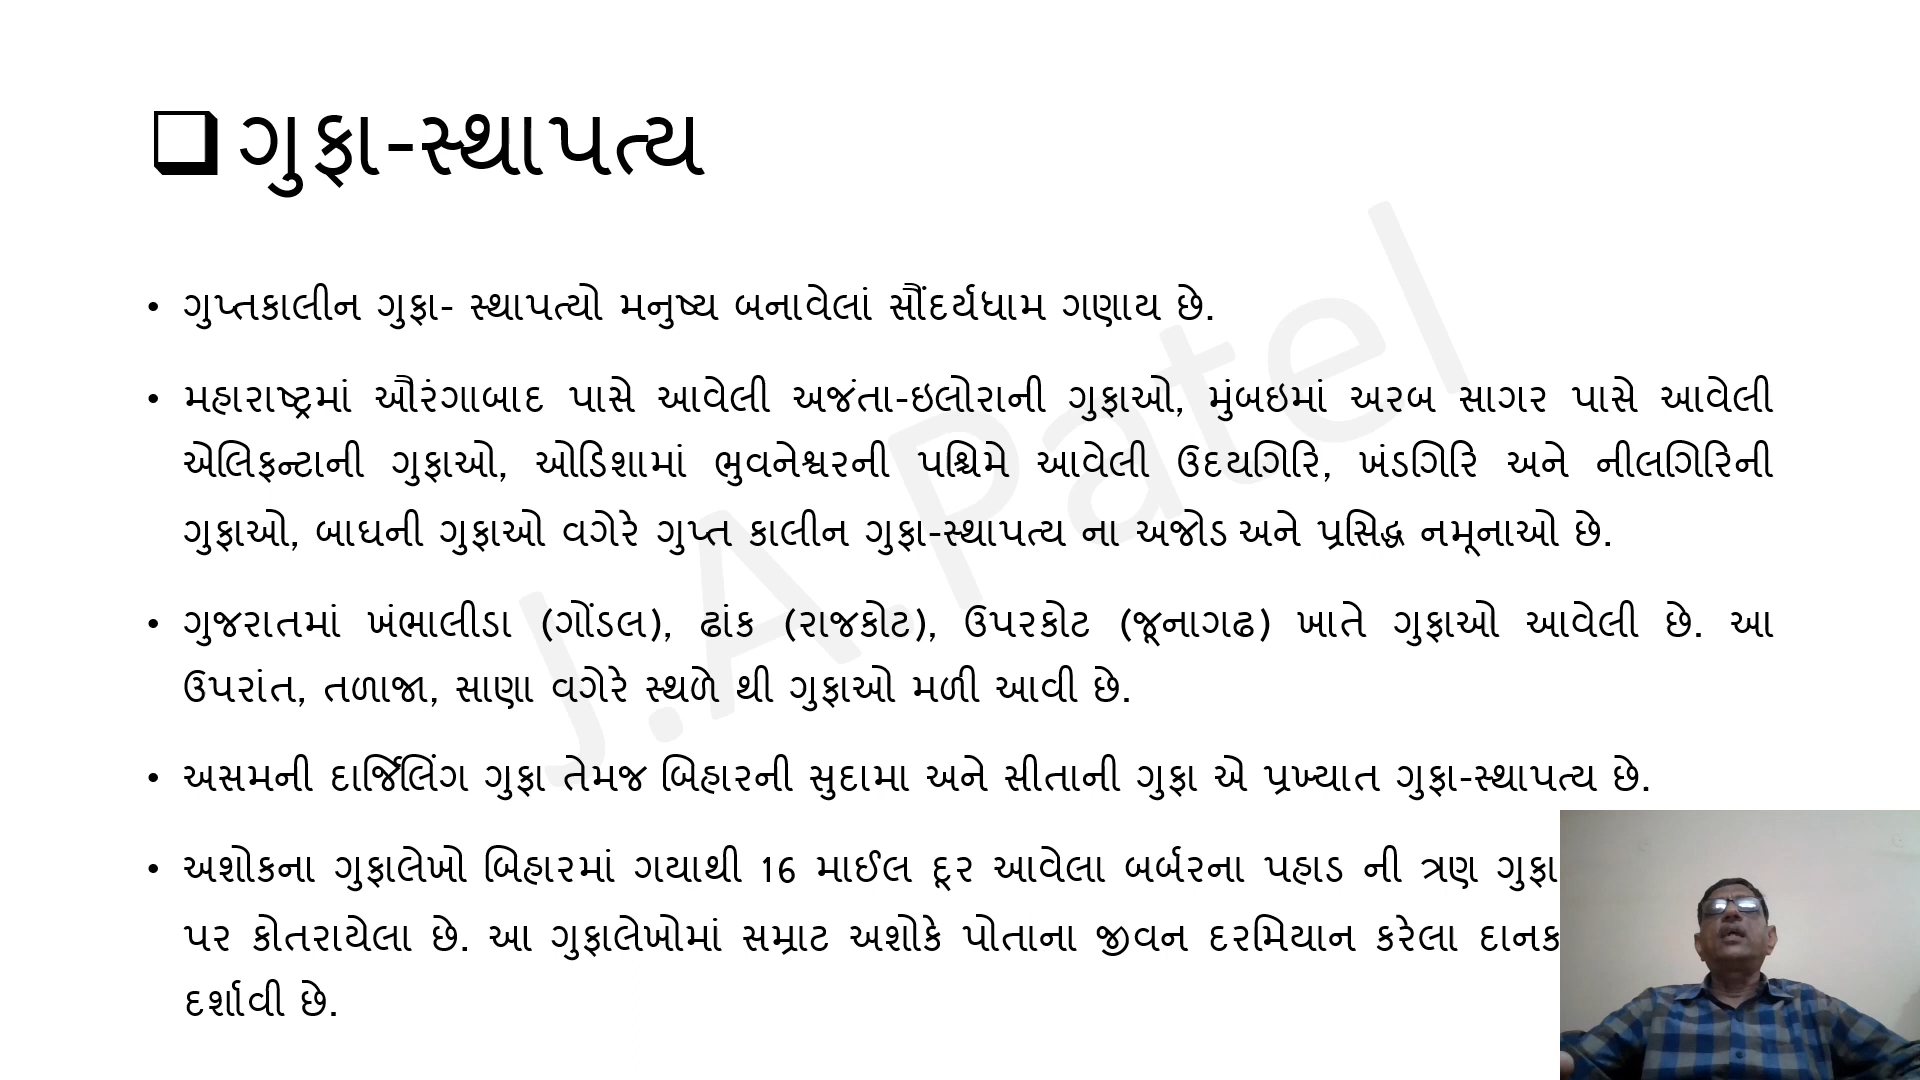 ❑ ગુફા-સ્થાપત્ય
• ગુપ્તકાલીન ગુફા- સ્થાપત્યો મનુષ્ય બનાવેલાં સૌંદર્યધામ ગણાય છે.
• મહારાષ્ટ્રમાં ઔરંગાબાદ પાસે આવેલી અજંતા-ઇલોરાની ગુફાઓ, મુંબઇમાં અરબ સાગર પાસે આવેલી
એલિફન્ટાની ગુફાઓ, ઓડિશામાં ભુવનેશ્વરની પશ્ચિમે આવેલી ઉદયગિરિ, ખંડગિરિ અને નીલગિરિની
ગુફાઓ, બાઘની ગુફાઓ વગેરે ગુપ્ત કાલીન ગુફા-સ્થાપત્ય ના અજોડ અને પ્રસિદ્ધ નમૂનાઓ છે.
• ગુજરાતમાં ખંભાલીડા (ગોંડલ), ઢાંક (રાજકોટ), ઉપરકોટ (જૂનાગઢ) ખાતે ગુફાઓ આવેલી છે. આ
ઉપરાંત, તળાજા, સાણા વગેરે સ્થળે થી ગુફાઓ મળી આવી છે.
• અસમની દાર્જિલિંગ ગુફા તેમજ બિહારની સુદામા અને સીતાની ગુફા એ પ્રખ્યાત ગુફા-સ્થાપત્ય છે.
• અશોકના ગુફાલેખો બિહારમાં ગયાથી 16 માઈલ દૂર આવેલા બર્બરના પહાડ ની ત્રણ ગુફા
પર કોતરાયેલા છે. આ ગુફાલેખોમાં સમ્રાટ અશોકે પોતાના જીવન દરમિયાન કરેલા
દર્શાવી છે.
J.A.Patel